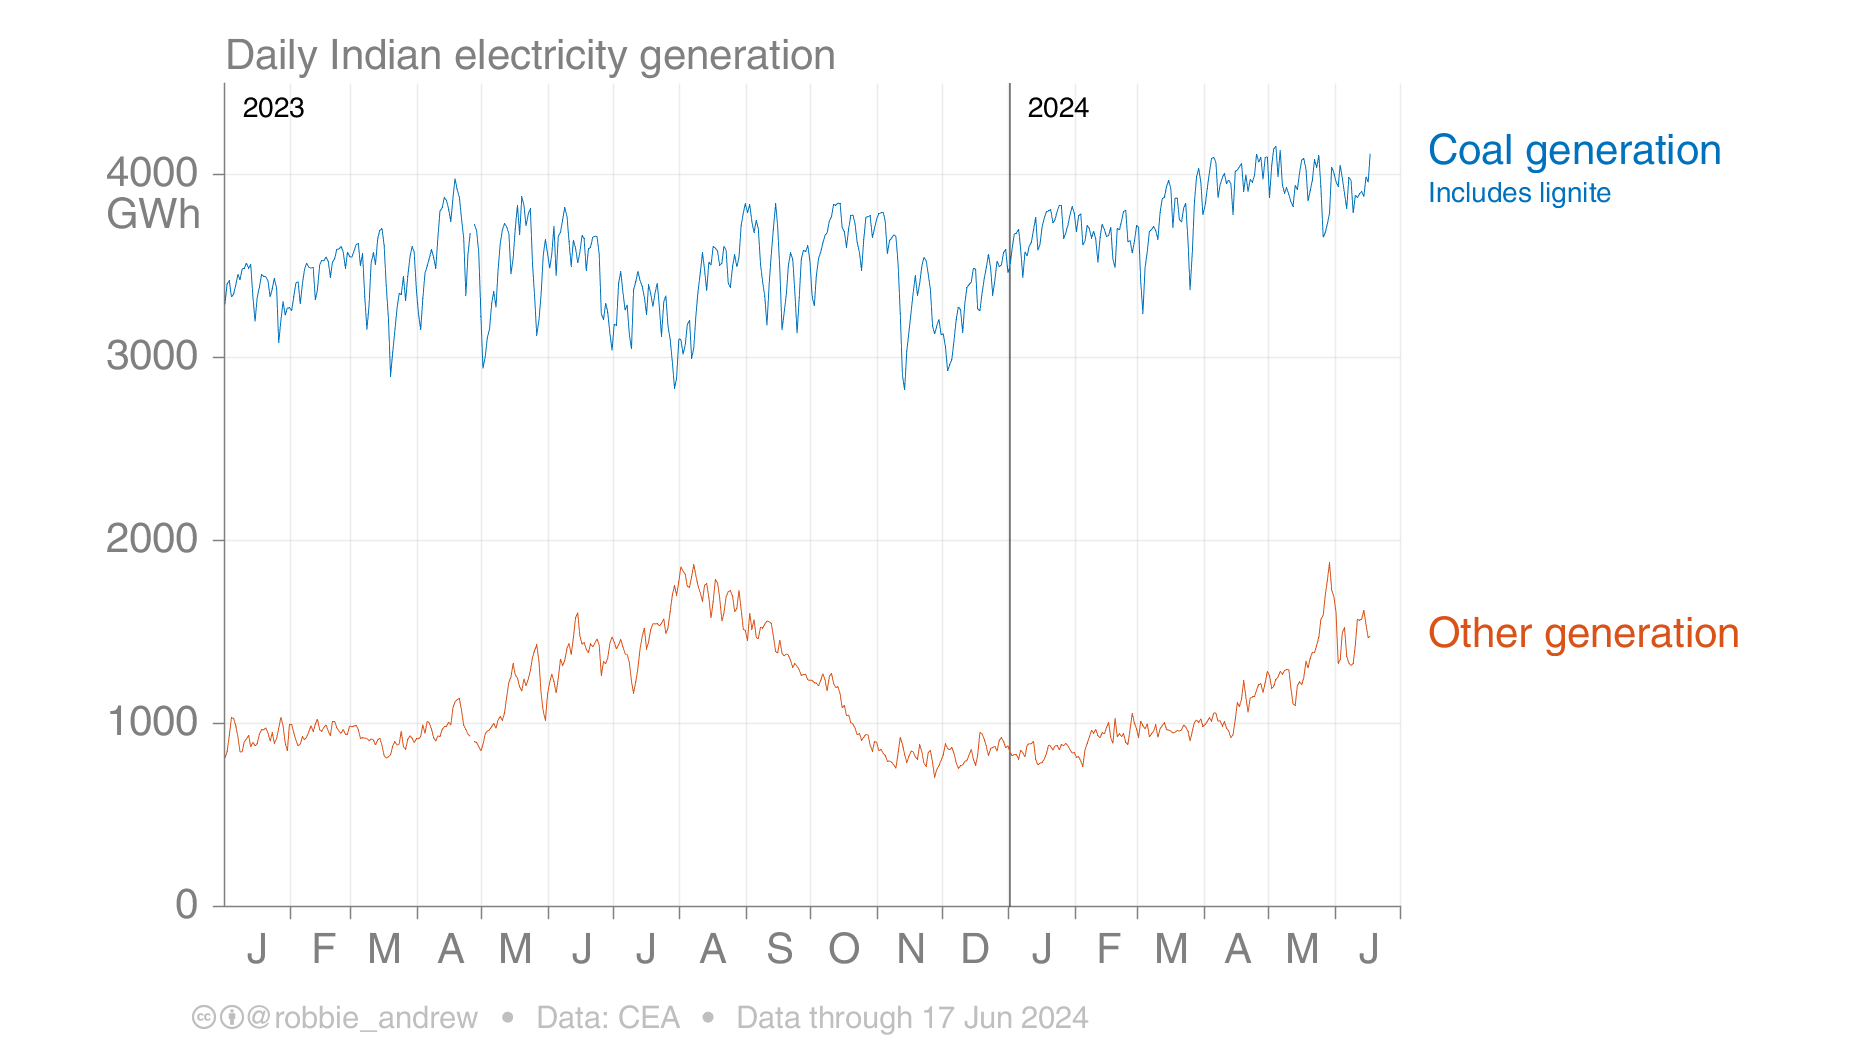 Daily Indian electricity generation
2023
2024
4000
GWh
3000
2000
1000
0
Coal generation
Includes lignite
Other generation
J F M A M J J A S O N D J F M A M J
@robbie_andrew • Data: CEA • Data through 17 Jun 2024